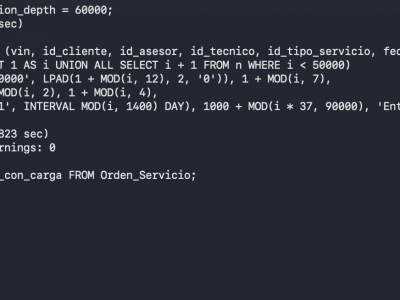 ion_depth = 60000;
sec)
(vin, id_cliente, id_asesor, id_tecnico, id_tipo_servicio, fec
T 1 AS i UNION ALL SELECT i + 1 FROM n WHERE i < 50000)
0000', LPAD(1 + MOD(i, 12), 2, '0')), 1 + MOD(i, 7),
MOD(i, 2), 1 + MOD(i, 4),
1', INTERVAL MOD(i, 1400) DAY), 1000 + MOD(i * 37, 90000), 'Ent
823 sec)
rnings: 0
_con_carga FROM Orden_Servicio;